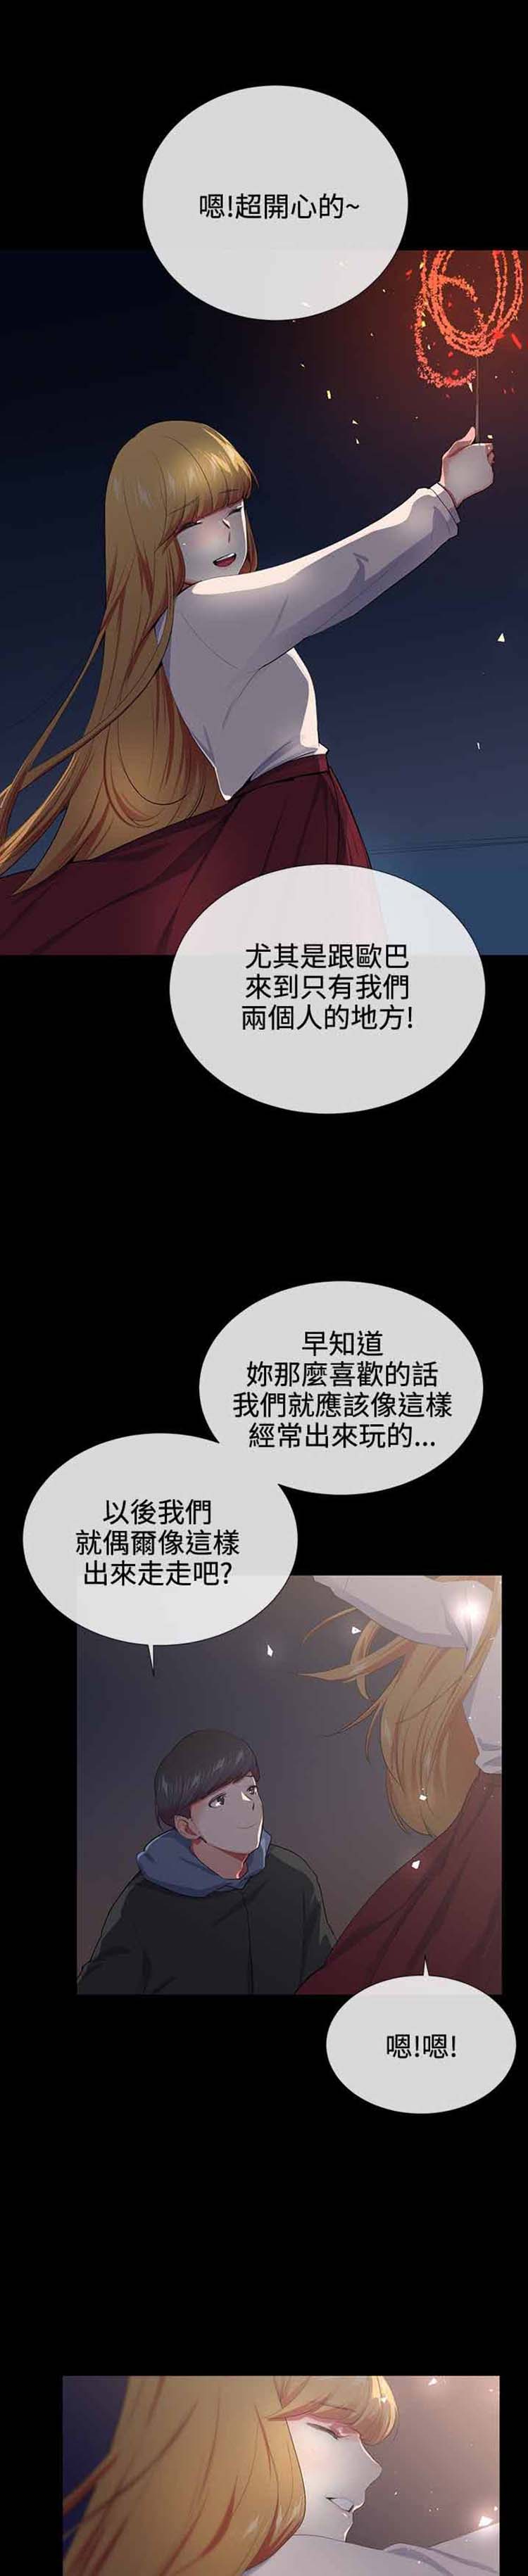 嗯!超開心的~
尤其是跟歐巴
來到只有我們
兩個人的地方!
早知道
妳那麼喜歡的話
我們就應該像這樣
經常出來玩的...
以後我們
就偶爾像這樣
出來走走吧?
嗯!嗯!